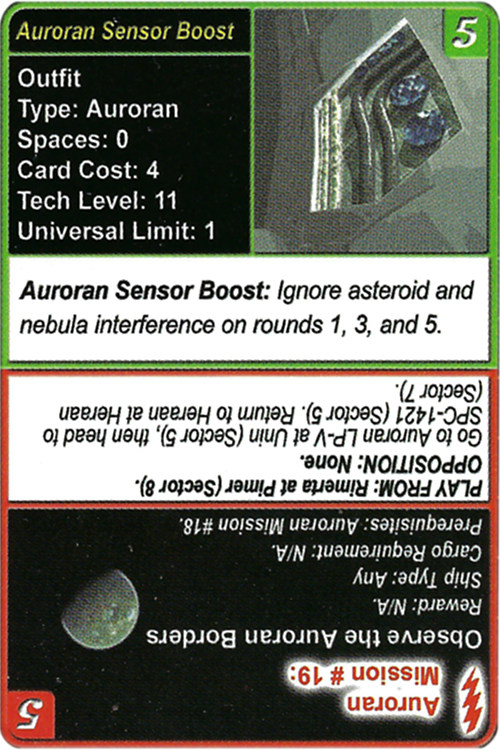 Auroran Sensor Boost
5
Outfit
Type: Auroran
Spaces: 0
Card Cost: 4
Tech Level: 11
Universal Limit: 1
Auroran Sensor Boost: Ignore asteroid and
nebula interference on rounds 1, 3, and 5.
5
Auroran
Mission # 19:
Observe the Auroran Borders
Reward: N/A.
Ship Type: Any
Cargo Requirement: N/A.
Prerequisites: Auroran Mission #18.
PLAY FROM: Rimerta at Pimer (Sector 8).
OPPOSITION: None.
Go to Auroran LP-V at Unin (Sector 5), then head to
SPC-1421 (Sector 5). Return to Heraan at Heraan
(Sector 7).